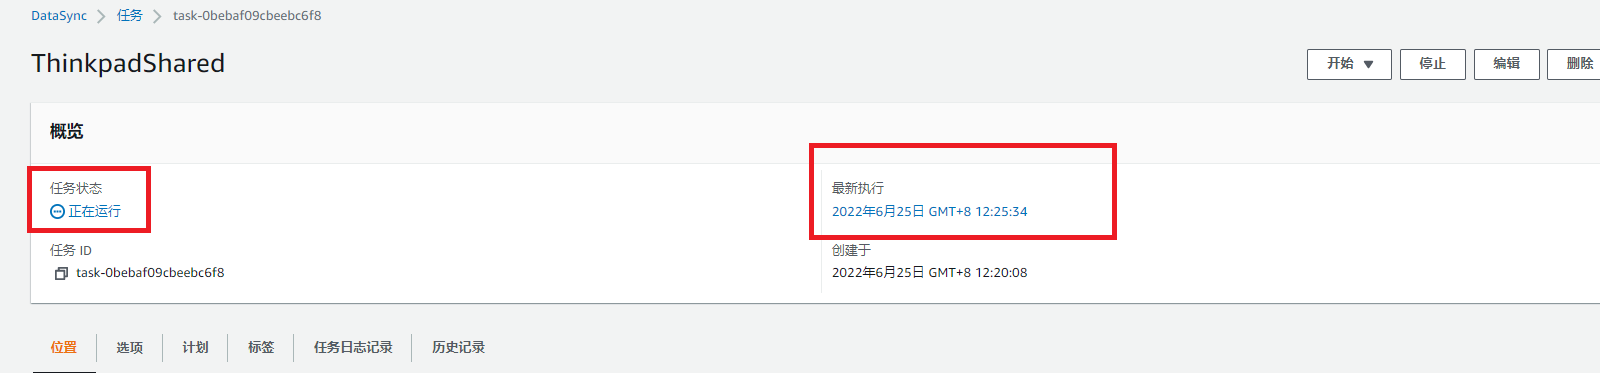 DataSync > 任务 > task-0bebaf09cbeebc6f8
ThinkpadShared
开始 停止 编辑 删除
概览
任务状态
正在运行
最新执行
2022年6月25日 GMT+8 12:25:34
任务 ID
task-0bebaf09cbeebc6f8
创建于
2022年6月25日 GMT+8 12:20:08
位置 选项 计划 标签 任务日志记录 历史记录